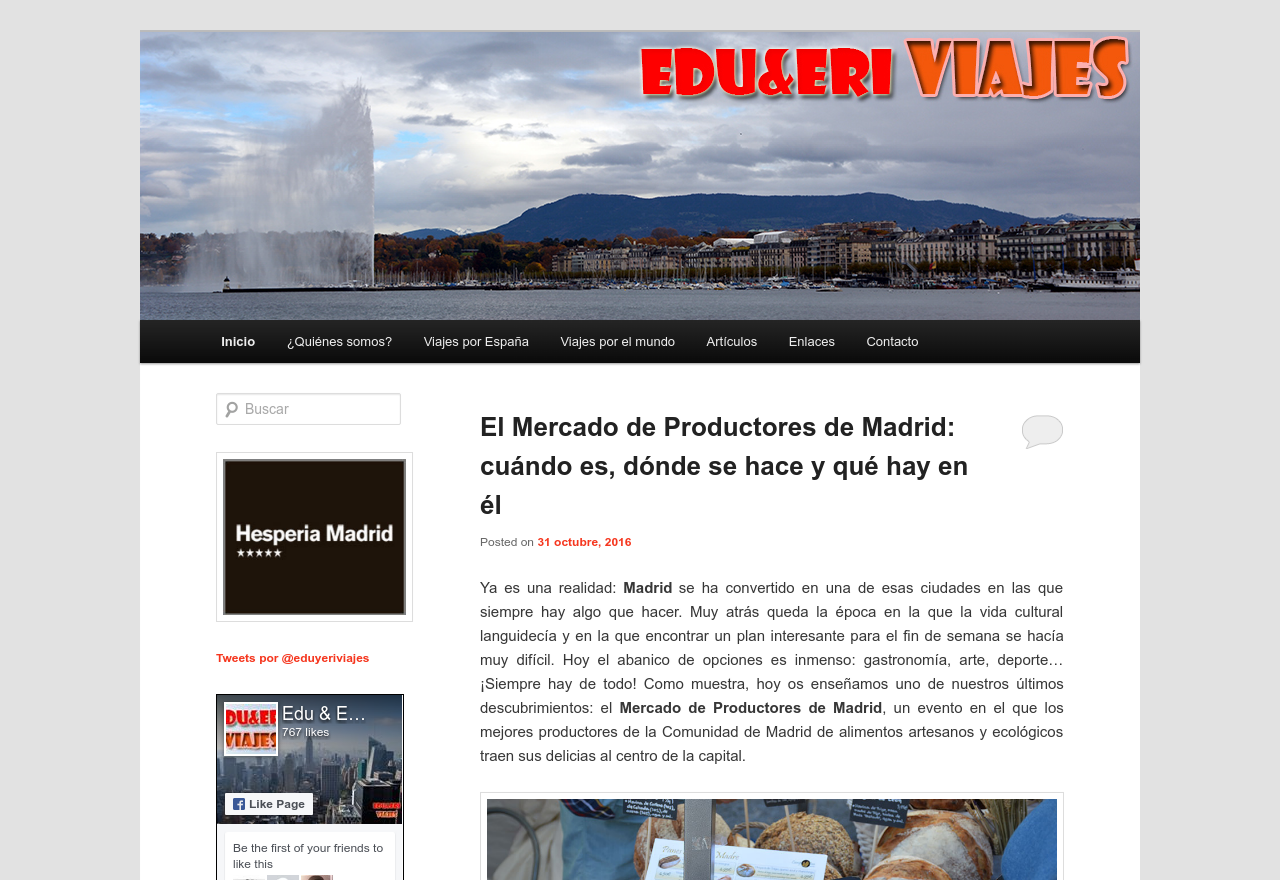 EDU&ERI VIAJES
Inicio
¿Quiénes somos?
Viajes por España
Viajes por el mundo
Artículos
Enlaces
Contacto
Buscar
Hesperia Madrid
★★★★★
Tweets por @eduyeriviajes
DU&ER
VIAJES
Edu & E…
767 likes
Like Page
EDU&ERI
VIAJES
Be the first of your friends to
like this
El Mercado de Productores de Madrid:
cuándo es, dónde se hace y qué hay en
él
Posted on 31 octubre, 2016
Ya es una realidad: Madrid se ha convertido en una de esas ciudades en las que
siempre hay algo que hacer. Muy atrás queda la época en la que la vida cultural
languidecía y en la que encontrar un plan interesante para el fin de semana se hacía
muy difícil. Hoy el abanico de opciones es inmenso: gastronomía, arte, deporte…
¡Siempre hay de todo! Como muestra, hoy os enseñamos uno de nuestros últimos
descubrimientos: el Mercado de Productores de Madrid, un evento en el que los
mejores productores de la Comunidad de Madrid de alimentos artesanos y ecológicos
traen sus delicias al centro de la capital.